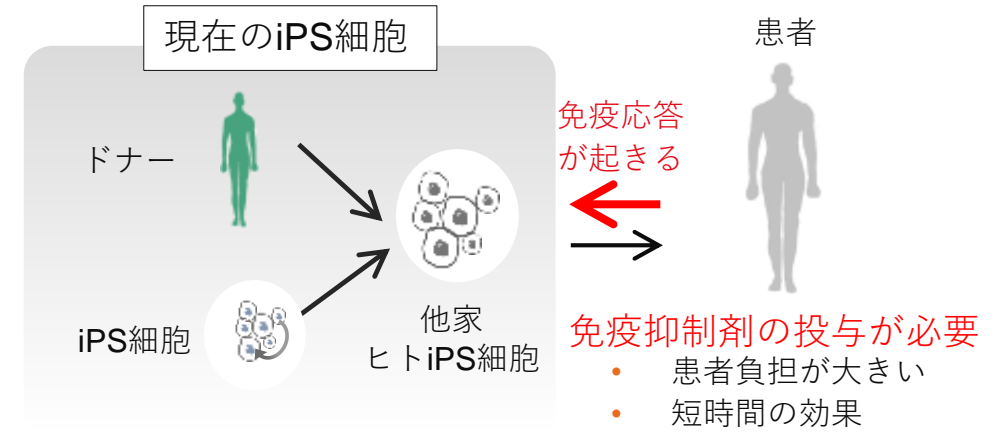 現在のiPS細胞
患者
免疫応答
が起きる
ドナー
iPS細胞
他家
ヒトiPS細胞
免疫抑制剤の投与が必要
• 患者負担が大きい
• 短時間の効果